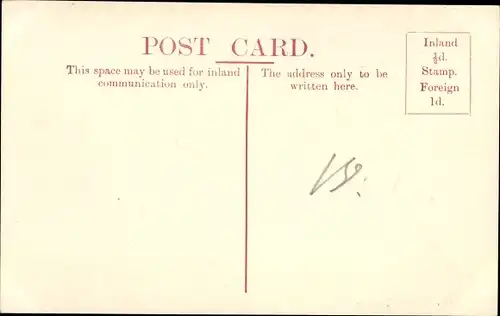 POST CARD.
This space may be used for inland
communication only.
The address only to be
written here.
Inland
½d.
Stamp.
Foreign
1d.